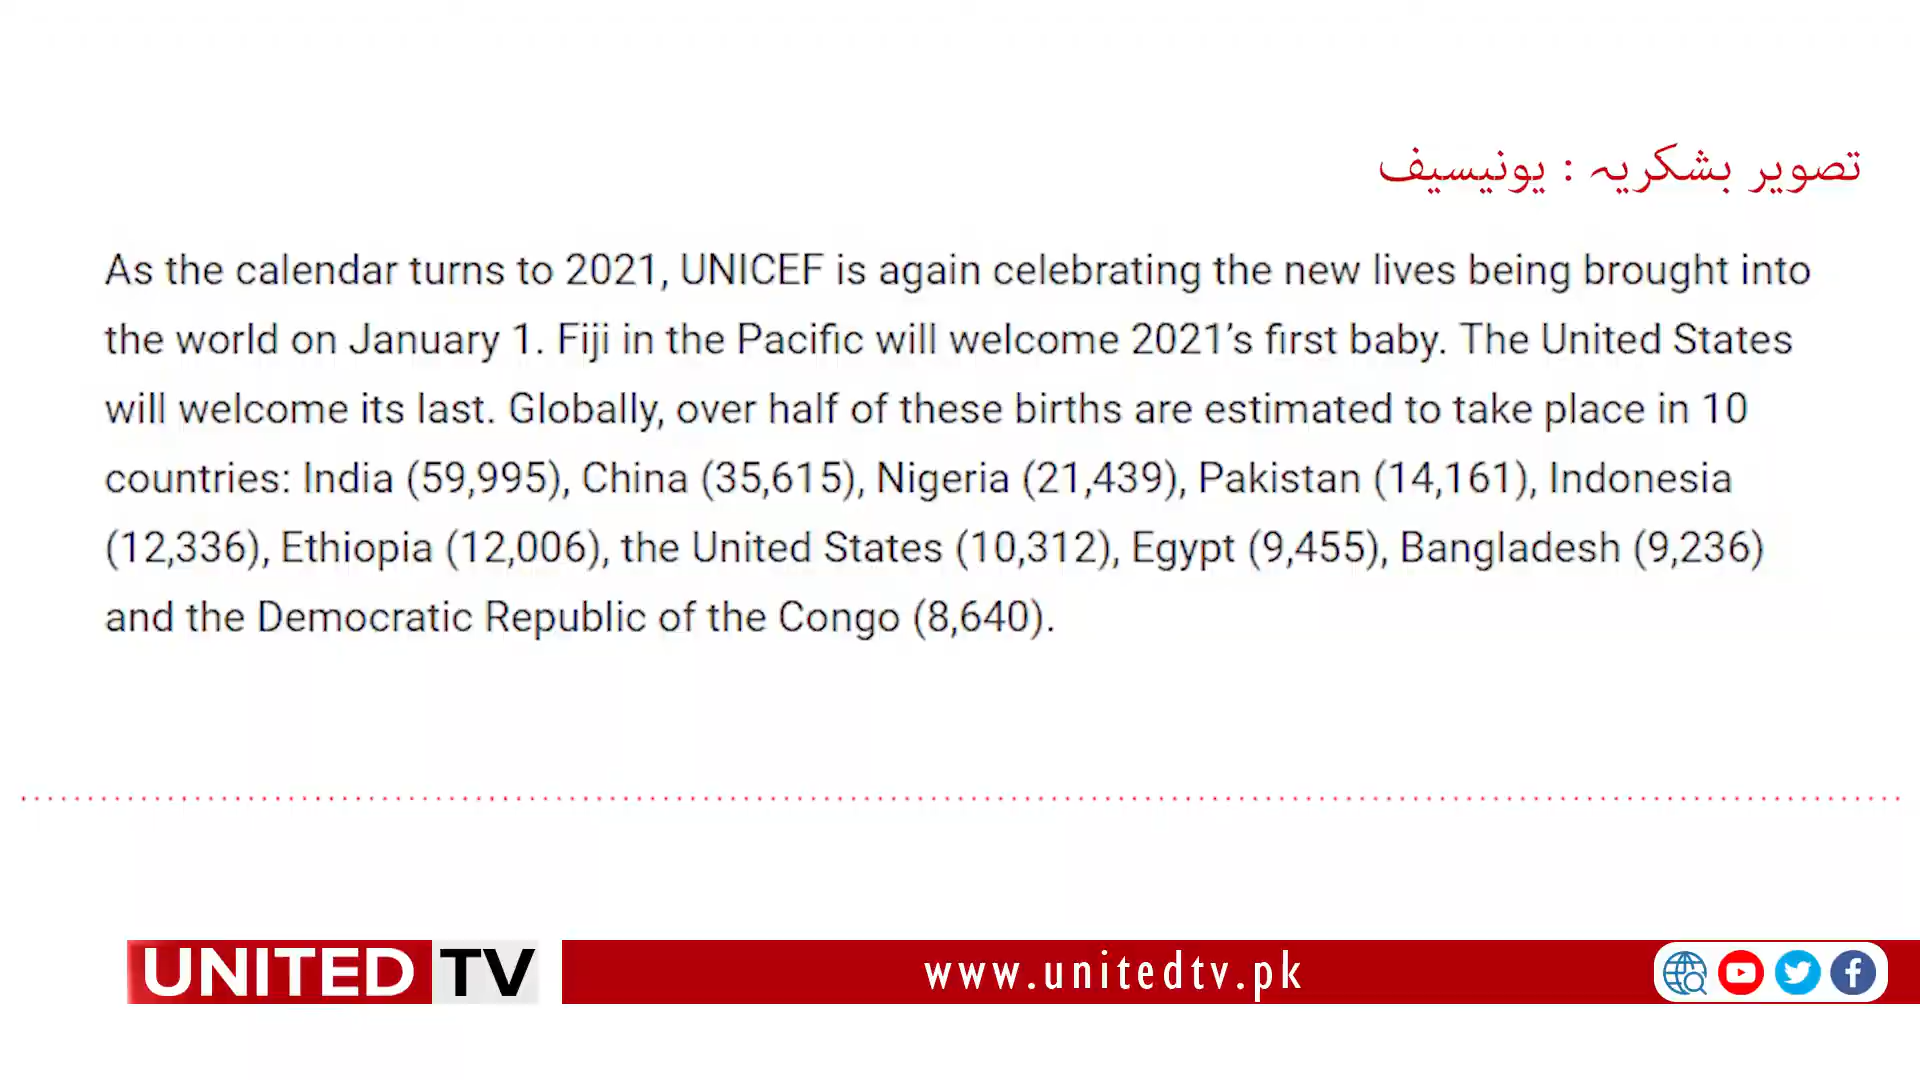 تصویر بشکریہ : یونیسیف
As the calendar turns to 2021, UNICEF is again celebrating the new lives being brought into
the world on January 1. Fiji in the Pacific will welcome 2021’s first baby. The United States
will welcome its last. Globally, over half of these births are estimated to take place in 10
countries: India (59,995), China (35,615), Nigeria (21,439), Pakistan (14,161), Indonesia
(12,336), Ethiopia (12,006), the United States (10,312), Egypt (9,455), Bangladesh (9,236)
and the Democratic Republic of the Congo (8,640).
UNITED TV
www.unitedtv.pk